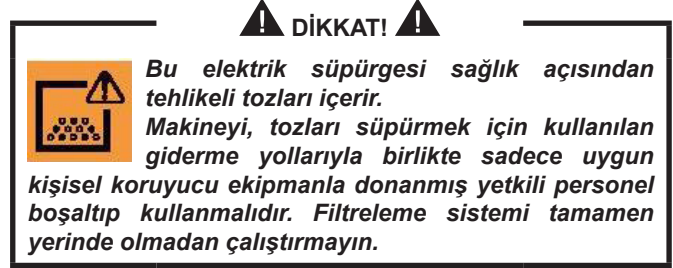 DİKKAT!
Bu elektrik süpürgesi sağlık açısından
tehlikeli tozları içerir.
Makineyi, tozları süpürmek için kullanılan
giderme yollarıyla birlikte sadece uygun
kişisel koruyucu ekipmanla donanmış yetkili personel
boşaltıp kullanmalıdır. Filtreleme sistemi tamamen
yerinde olmadan çalıştırmayın.